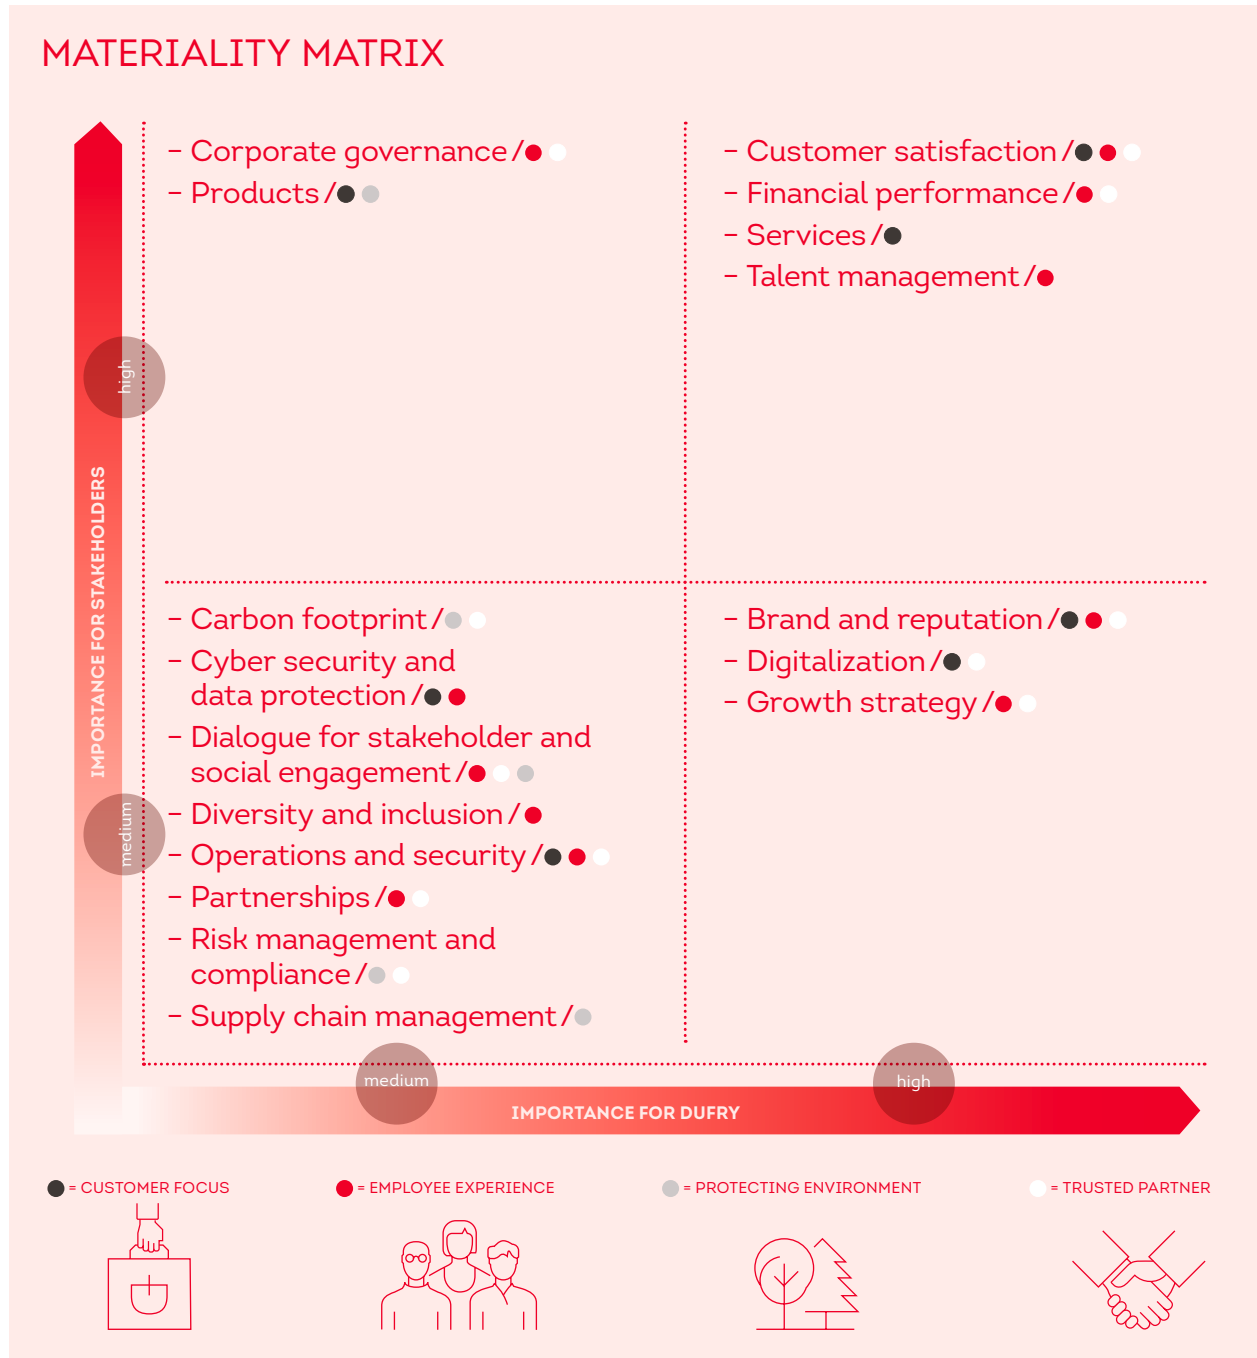 MATERIALITY MATRIX
– Corporate governance /
– Products /
– Customer satisfaction /
– Financial performance /
– Services /
– Talent management /
high
IMPORTANCE FOR STAKEHOLDERS
medium
– Carbon footprint /
– Cyber security and
data protection /
– Dialogue for stakeholder and
social engagement /
– Diversity and inclusion /
– Operations and security /
– Partnerships /
– Risk management and
compliance /
– Supply chain management /
– Brand and reputation /
– Digitalization /
– Growth strategy /
medium
high
IMPORTANCE FOR DUFRY
= CUSTOMER FOCUS
= EMPLOYEE EXPERIENCE
= PROTECTING ENVIRONMENT
= TRUSTED PARTNER